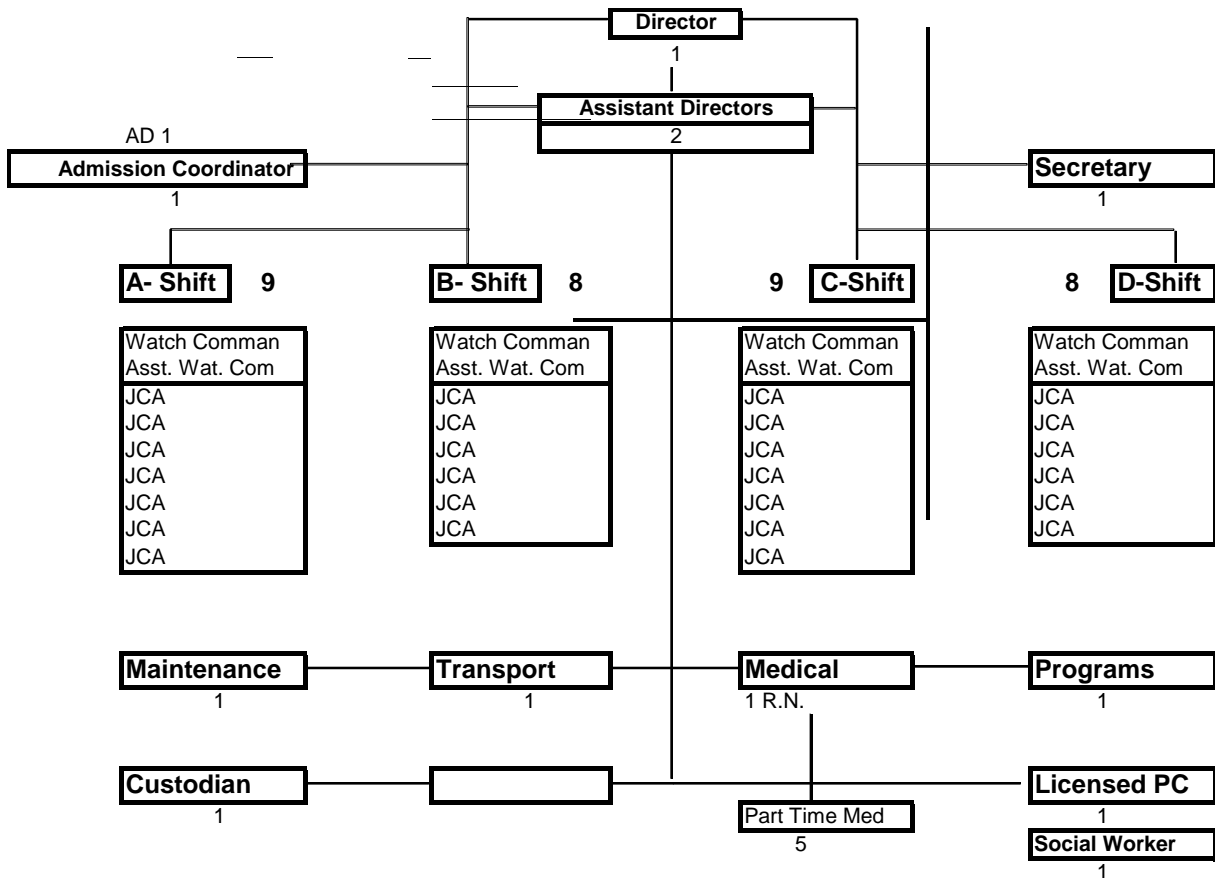 Director
1
Assistant Directors
2
AD 1
Admission Coordinator
1
Secretary
1
A- Shift 9
B- Shift 8
9 C-Shift
8 D-Shift
Watch Comman
Asst. Wat. Com
JCA
JCA
JCA
JCA
JCA
JCA
JCA
Watch Comman
Asst. Wat. Com
JCA
JCA
JCA
JCA
JCA
JCA
Watch Comman
Asst. Wat. Com
JCA
JCA
JCA
JCA
JCA
JCA
JCA
Watch Comman
Asst. Wat. Com
JCA
JCA
JCA
JCA
JCA
JCA
Maintenance
1
Transport
1
Medical
1 R.N.
Programs
1
Custodian
1
Part Time Med
5
Licensed PC
1
Social Worker
1